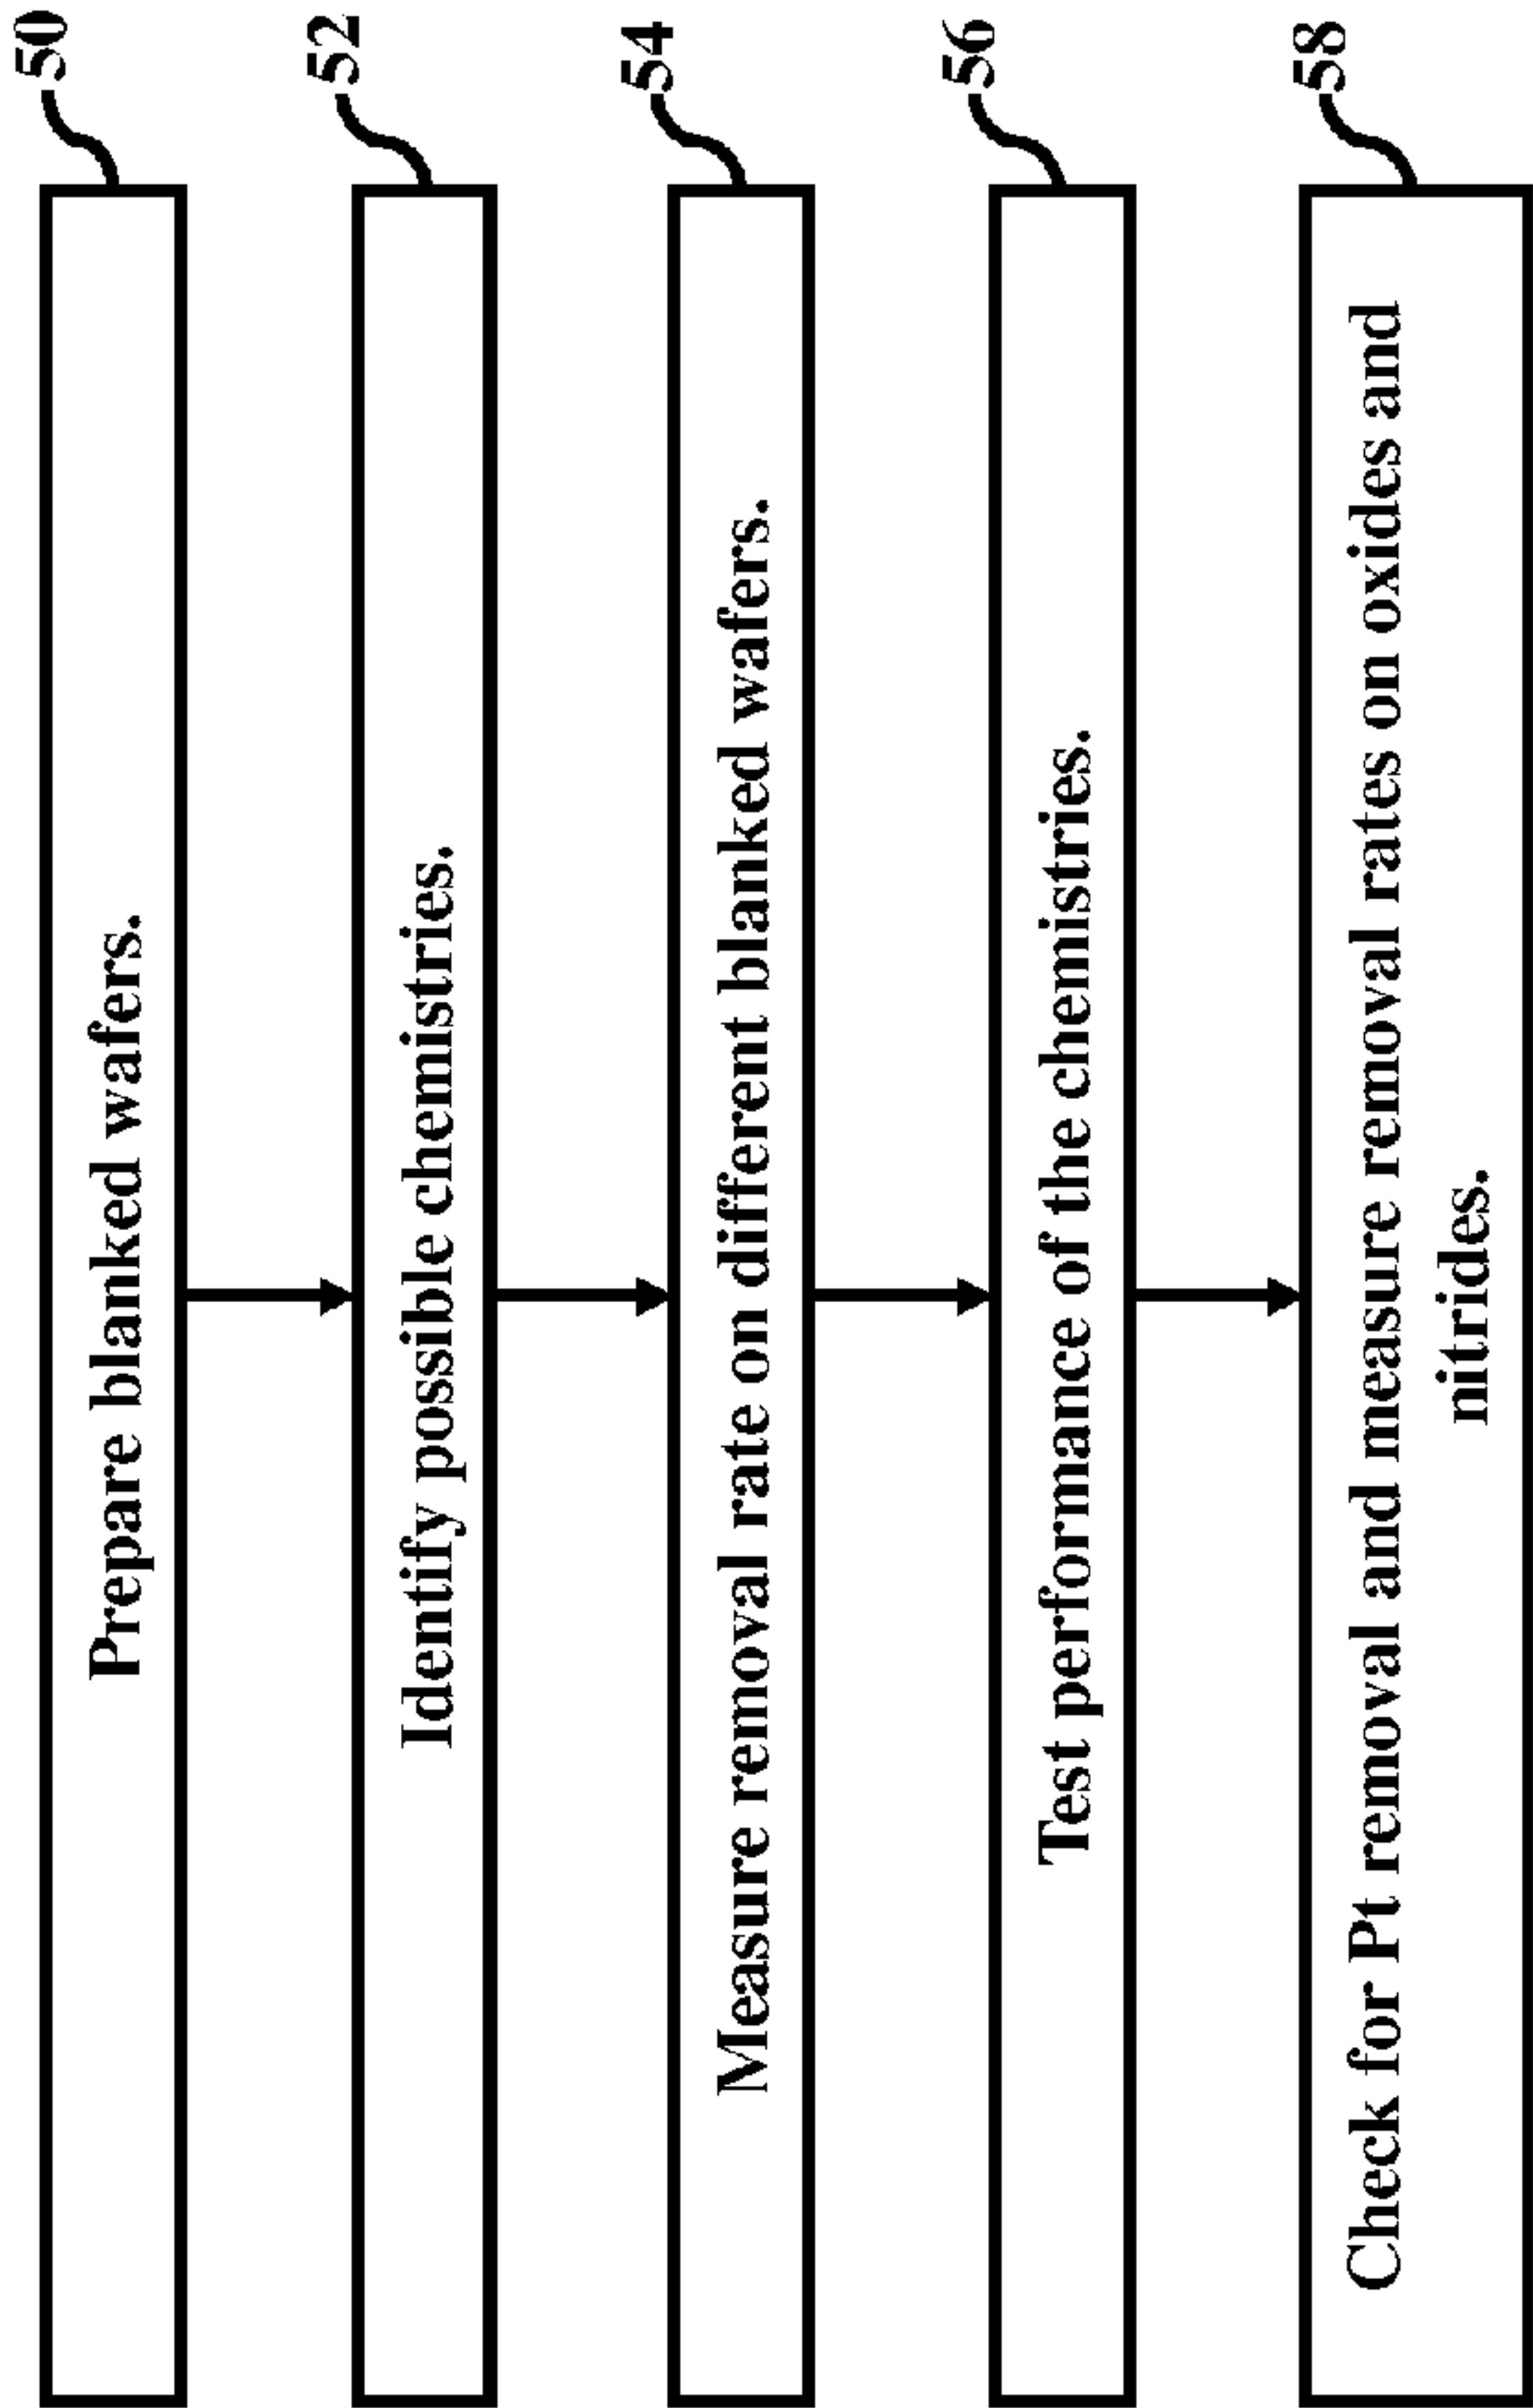 50
Prepare blanked wafers.
52
Identify possible chemistries.
54
Measure removal rate on different blanked wafers.
56
Test performance of the chemistries.
58
Check for Pt removal and measure removal rates on oxides and
nitrides.